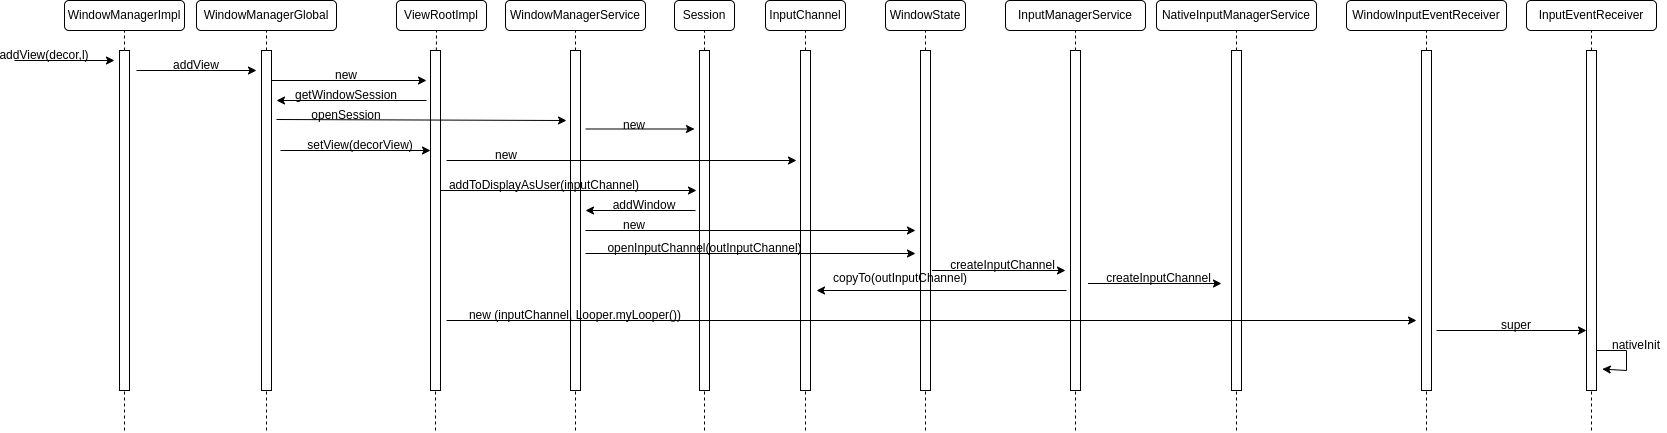 WindowManagerImpl
WindowManagerGlobal
ViewRootImpl
WindowManagerService
Session
InputChannel
WindowState
InputManagerService
NativeInputManagerService
WindowInputEventReceiver
InputEventReceiver
addView(decor,l)
addView
new
getWindowSession
openSession
new
setView(decorView)
new
addToDisplayAsUser(inputChannel)
addWindow
new
openInputChannel(outInputChannel)
createInputChannel
copyTo(outInputChannel)
createInputChannel
new (inputChannel, Looper.myLooper())
super
nativeInit